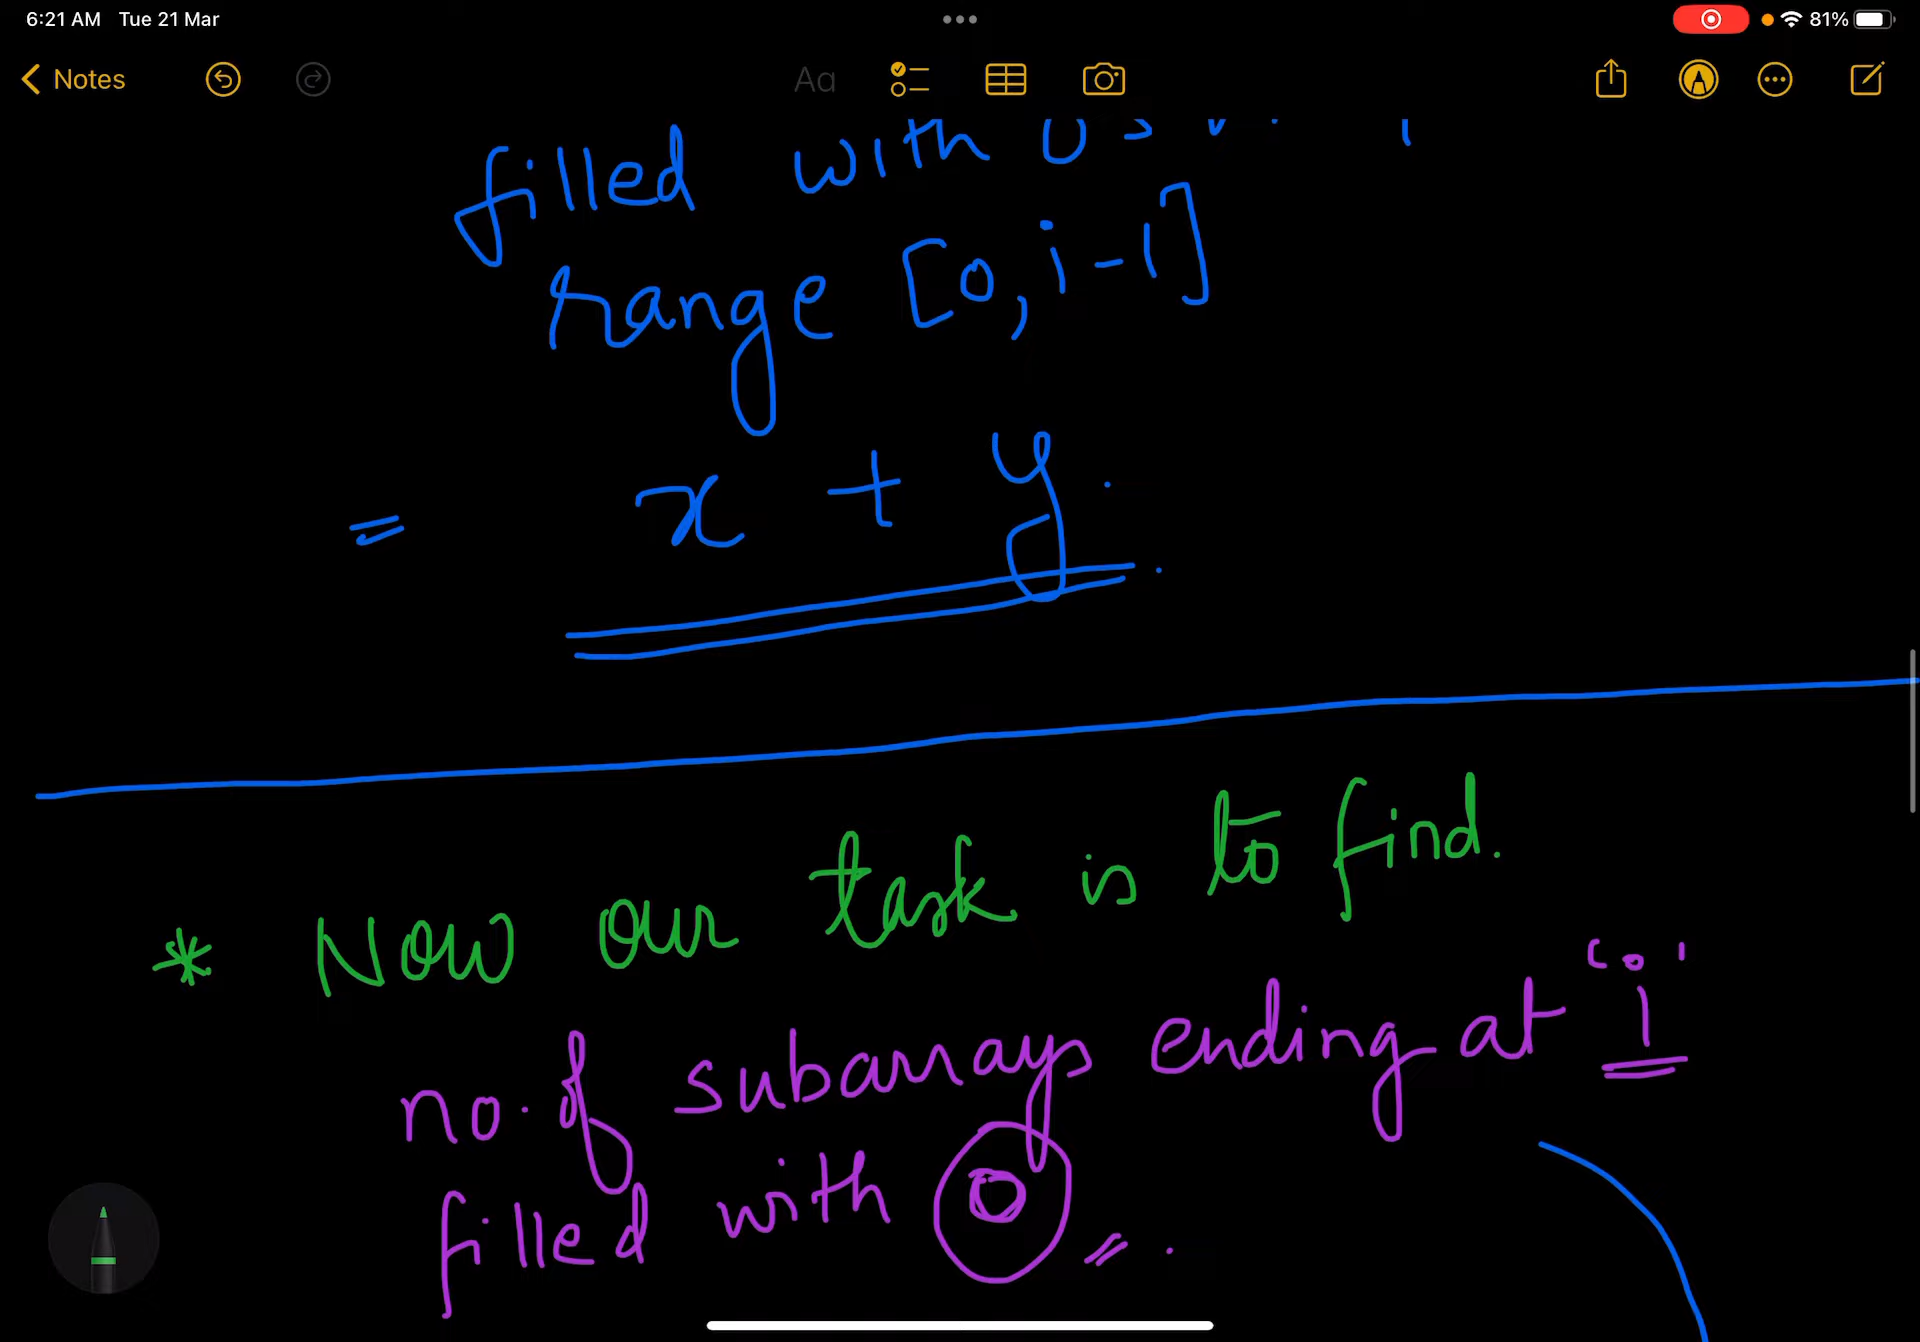 6:21 AM Tue 21 Mar
81%
Notes
Aa
filled with 0's
range [0, i-1]
= x + y.
* Now our task is to find.
no. of subarrays ending at 'i'
filled with 0